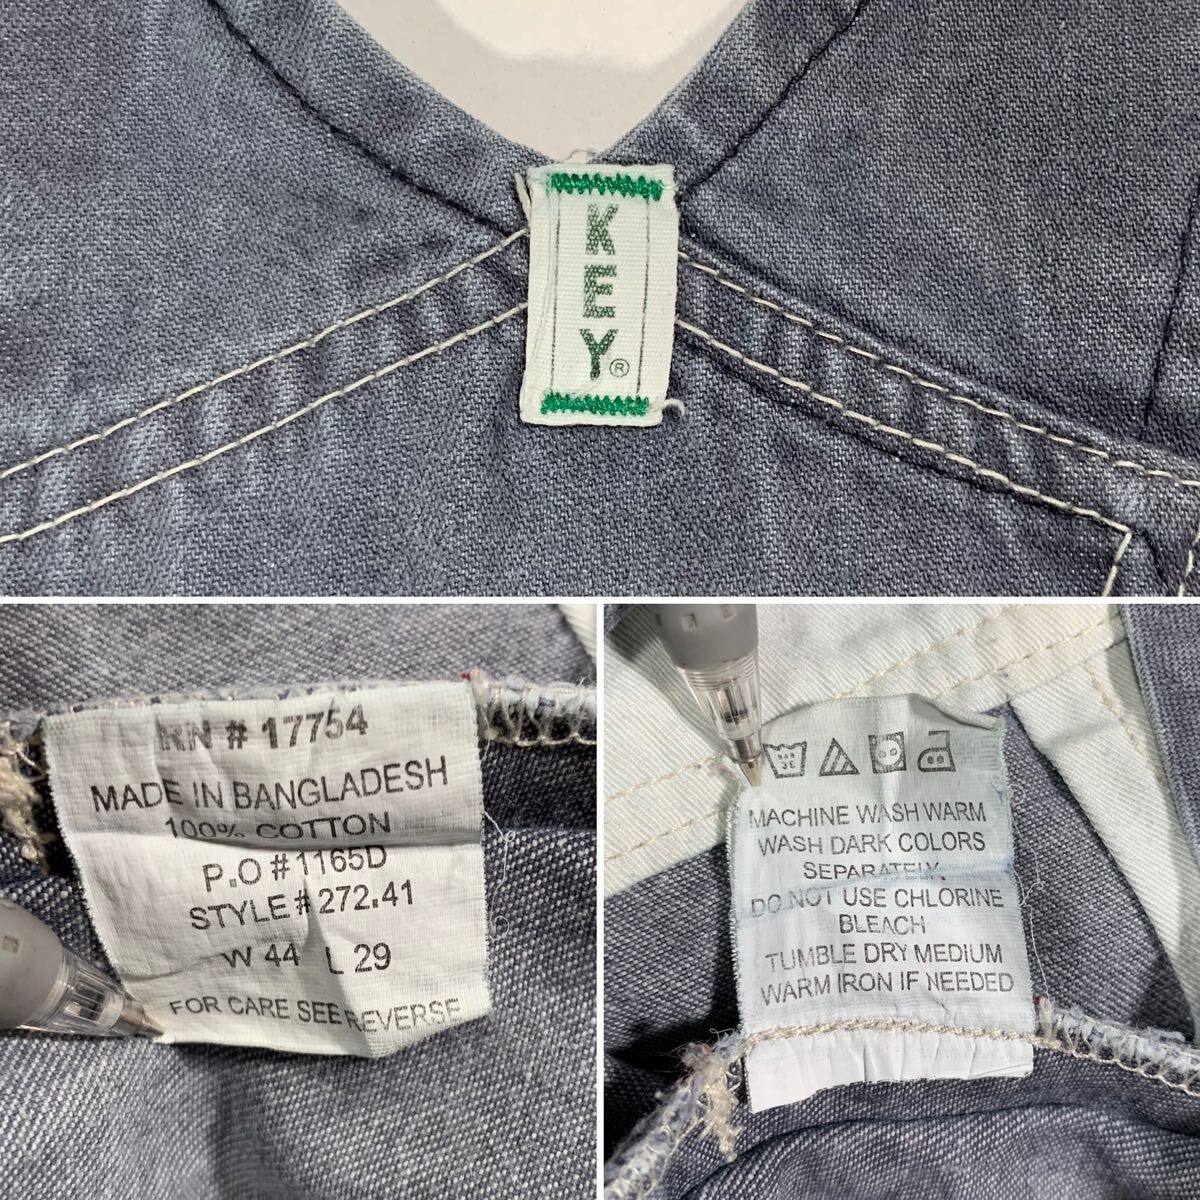 KEY®
RN # 17754
MADE IN BANGLADESH
100% COTTON
P.O # 1165D
STYLE # 272.41
W 44 L 29
FOR CARE SEE REVERSE
MACHINE WASH WARM
WASH DARK COLORS
SEPARATELY.
DO NOT USE CHLORINE
BLEACH
TUMBLE DRY MEDIUM
WARM IRON IF NEEDED